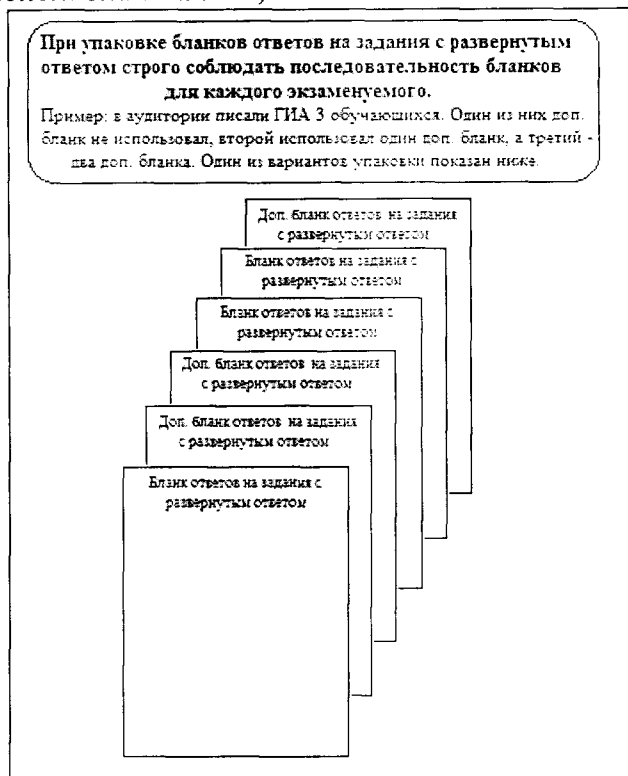 При упаковке бланков ответов на задания с развернутым
ответом строго соблюдать последовательность бланков
для каждого экзаменуемого.
Пример: в аудитории писали ГИА 3 обучающихся. Один из них доп.
бланк не использовал, второй использовал один доп. бланк, а третий -
два доп. бланка. Один из вариантов упаковки показан ниже.
Доп. бланк ответов на задания
с развернутым ответом
Бланк ответов на задания с
развернутым ответом
Бланк ответов на задания с
развернутым ответом
Доп. бланк ответов на задания
с развернутым ответом
Доп. бланк ответов на задания
с развернутым ответом
Бланк ответов на задания с
развернутым ответом